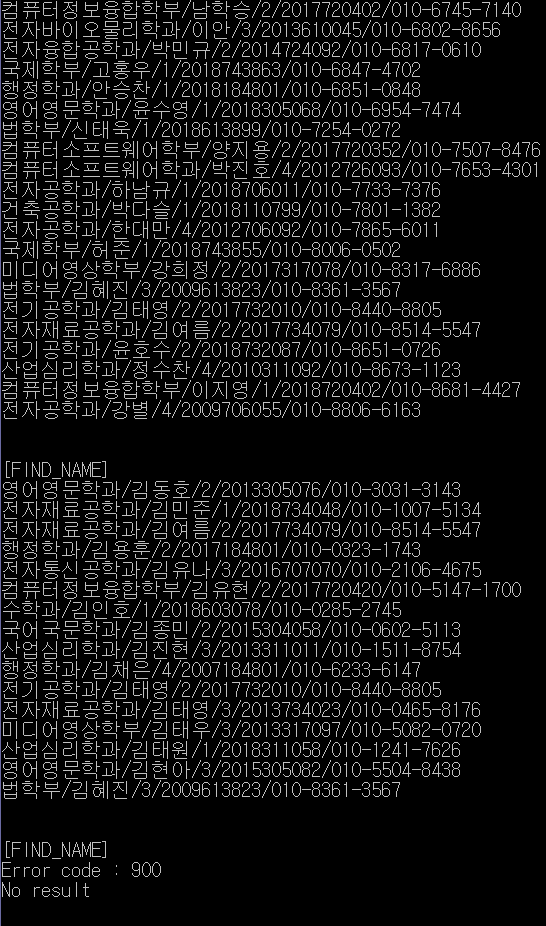 컴퓨터정보융합학부/남학승/2/2017720402/010-6745-7140
전자바이오물리학과/이안/3/2013610045/010-6802-8656
전자융합공학과/박민규/2/2014724092/010-6817-0610
국제학부/고홍우/1/2018743863/010-6847-4702
행정학과/안승찬/1/2018184801/010-6851-0848
영어영문학과/윤수영/1/2018305068/010-6954-7474
법학부/신태욱/1/2018613899/010-7254-0272
컴퓨터소프트웨어학부/양지용/2/2017720352/010-7507-8476
컴퓨터소프트웨어학과/박진호/4/2012726093/010-7653-4301
전자공학과/하남규/1/2018706011/010-7733-7376
건축공학과/박다슬/1/2018110799/010-7801-1382
전자공학과/한대만/4/2012706092/010-7865-6011
국제학부/허준/1/2018743855/010-8006-0502
미디어영상학부/강희정/2/2017317078/010-8317-6886
법학부/김혜진/3/2009613823/010-8361-3567
전기공학과/김태영/2/2017732010/010-8440-8805
전자재료공학과/김여름/2/2017734079/010-8514-5547
전기공학과/윤호수/2/2018732087/010-8651-0726
산업심리학과/정수찬/4/2010311092/010-8673-1123
컴퓨터정보융합학부/이지영/1/2018720402/010-8681-4427
전자공학과/강별/4/2009706055/010-8806-6163
[FIND_NAME]
영어영문학과/김동호/2/2013305076/010-3031-3143
전자재료공학과/김민준/1/2018734048/010-1007-5134
전자재료공학과/김여름/2/2017734079/010-8514-5547
행정학과/김용훈/2/2017184801/010-0323-1743
전자통신공학과/김유나/3/2016707070/010-2106-4675
컴퓨터정보융합학부/김유현/2/2017720420/010-5147-1700
수학과/김인호/1/2018603078/010-0285-2745
국어국문학과/김종민/2/2015304058/010-0602-5113
산업심리학과/김진현/3/2013311011/010-1511-8754
행정학과/김채은/4/2007184801/010-6233-6147
전기공학과/김태영/2/2017732010/010-8440-8805
전자재료공학과/김태영/3/2013734023/010-0465-8176
미디어영상학부/김태우/3/2013317097/010-5082-0720
산업심리학과/김태원/1/2018311058/010-1241-7626
영어영문학과/김현아/3/2015305082/010-5504-8438
법학부/김혜진/3/2009613823/010-8361-3567
[FIND_NAME]
Error code : 900
No result